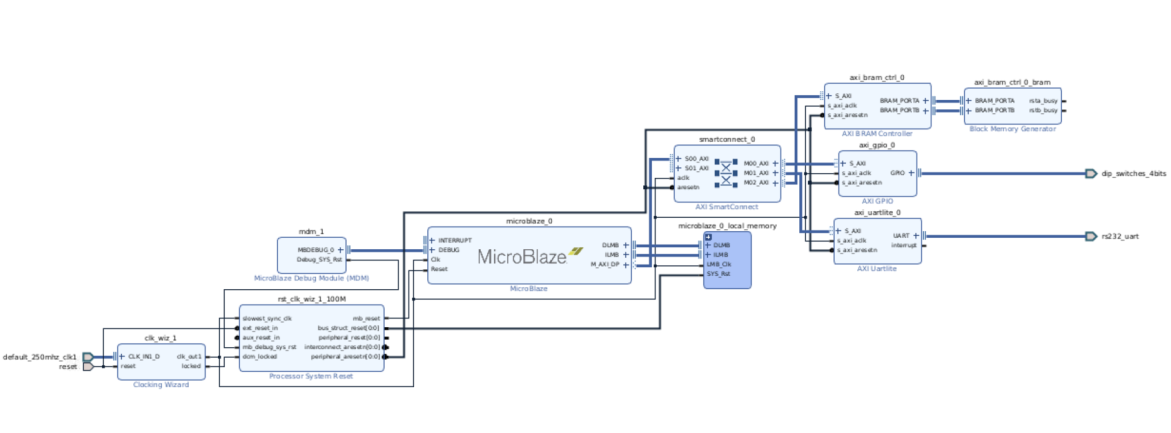 axi_bram_ctrl_0
S_AXI
s_axi_aclk
s_axi_aresetn
BRAM_PORTA
BRAM_PORTB
AXI BRAM Controller
axi_bram_ctrl_0_bram
BRAM_PORTA
BRAM_PORTB
rsta_busy
rstb_busy
Block Memory Generator
smartconnect_0
S00_AXI
S01_AXI
aclk
aresetn
M00_AXI
M01_AXI
M02_AXI
AXI SmartConnect
axi_gpio_0
S_AXI
s_axi_aclk
s_axi_aresetn
GPIO
AXI GPIO
dip_switches_4bits
axi_uartlite_0
S_AXI
s_axi_aclk
s_axi_aresetn
UART
interrupt
AXI Uartlite
rs232_uart
mdm_1
MBDEBUG_0
Debug_SYS_Rst
MicroBlaze Debug Module (MDM)
microblaze_0
INTERRUPT
DEBUG
Clk
Reset
MicroBlaze
DLMB
ILMB
M_AXI_DP
MicroBlaze
microblaze_0_local_memory
DLMB
ILMB
LMB_Clk
SYS_Rst
rst_clk_wiz_1_100M
slowest_sync_clk
ext_reset_in
aux_reset_in
mb_debug_sys_rst
dcm_locked
mb_reset
bus_struct_reset[0:0]
peripheral_reset[0:0]
interconnect_aresetn[0:0]
peripheral_aresetn[0:0]
Processor System Reset
default_250mhz_clk1
reset
clk_wiz_1
CLK_IN1_D
reset
clk_out1
locked
Clocking Wizard